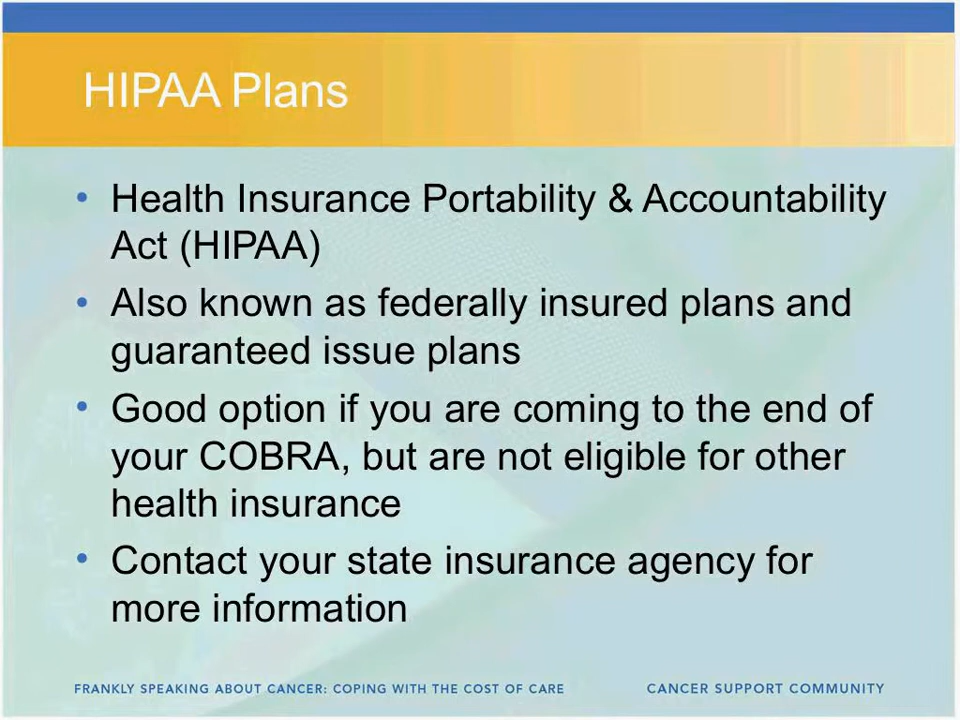 HIPAA Plans
• Health Insurance Portability & Accountability
Act (HIPAA)
• Also known as federally insured plans and
guaranteed issue plans
• Good option if you are coming to the end of
your COBRA, but are not eligible for other
health insurance
• Contact your state insurance agency for
more information
FRANKLY SPEAKING ABOUT CANCER: COPING WITH THE COST OF CARE
CANCER SUPPORT COMMUNITY